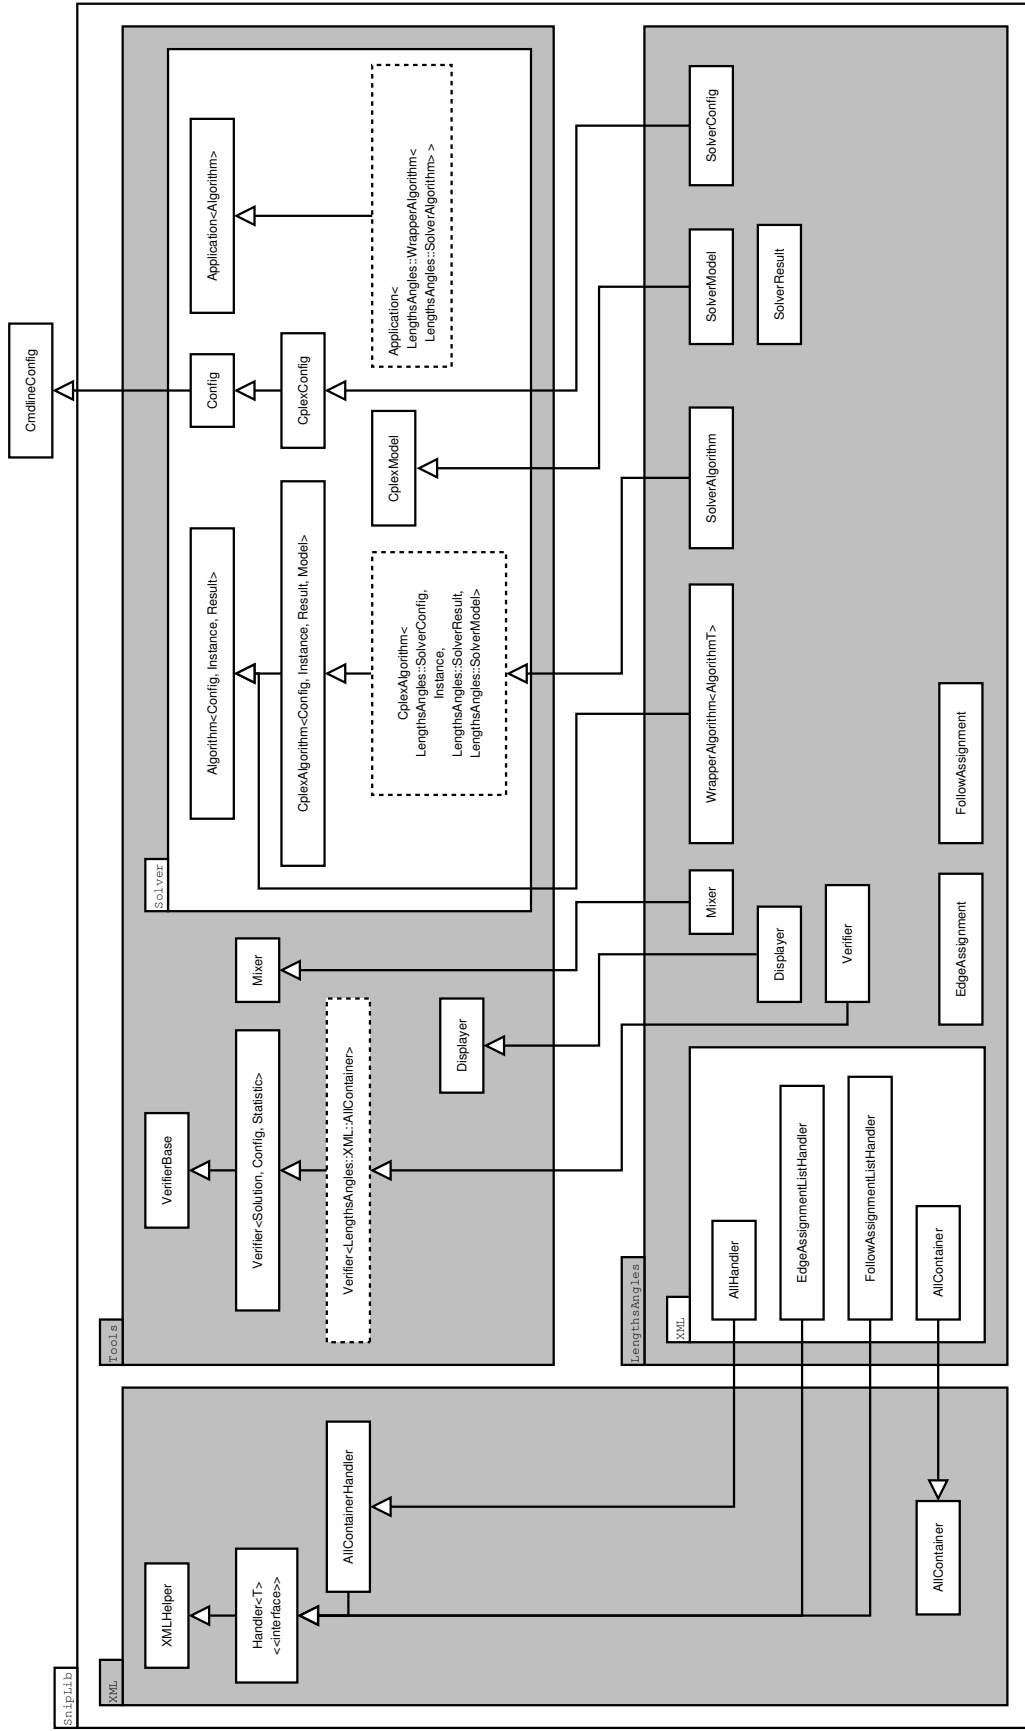 SnipLib
XML
XMLHelper
Handler<T>
<<interface>>
AllContainerHandler
AllContainer
Tools
VerifierBase
Verifier<Solution, Config, Statistic>
Verifier<LengthsAngles::XML::AllContainer>
Mixer
Displayer
Solver
Algorithm<Config, Instance, Result>
CplexAlgorithm<Config, Instance, Result, Model>
CplexAlgorithm<
LengthsAngles::SolverConfig,
Instance,
LengthsAngles::SolverResult,
LengthsAngles::SolverModel>
CmdlineConfig
Config
CplexConfig
CplexModel
Application<Algorithm>
Application<
LengthsAngles::WrapperAlgorithm<
LengthsAngles::SolverAlgorithm> >
LengthsAngles
XML
AllHandler
EdgeAssignmentListHandler
FollowAssignmentListHandler
AllContainer
Mixer
Displayer
Verifier
EdgeAssignment
FollowAssignment
WrapperAlgorithm<AlgorithmT>
SolverAlgorithm
SolverModel
SolverResult
SolverConfig